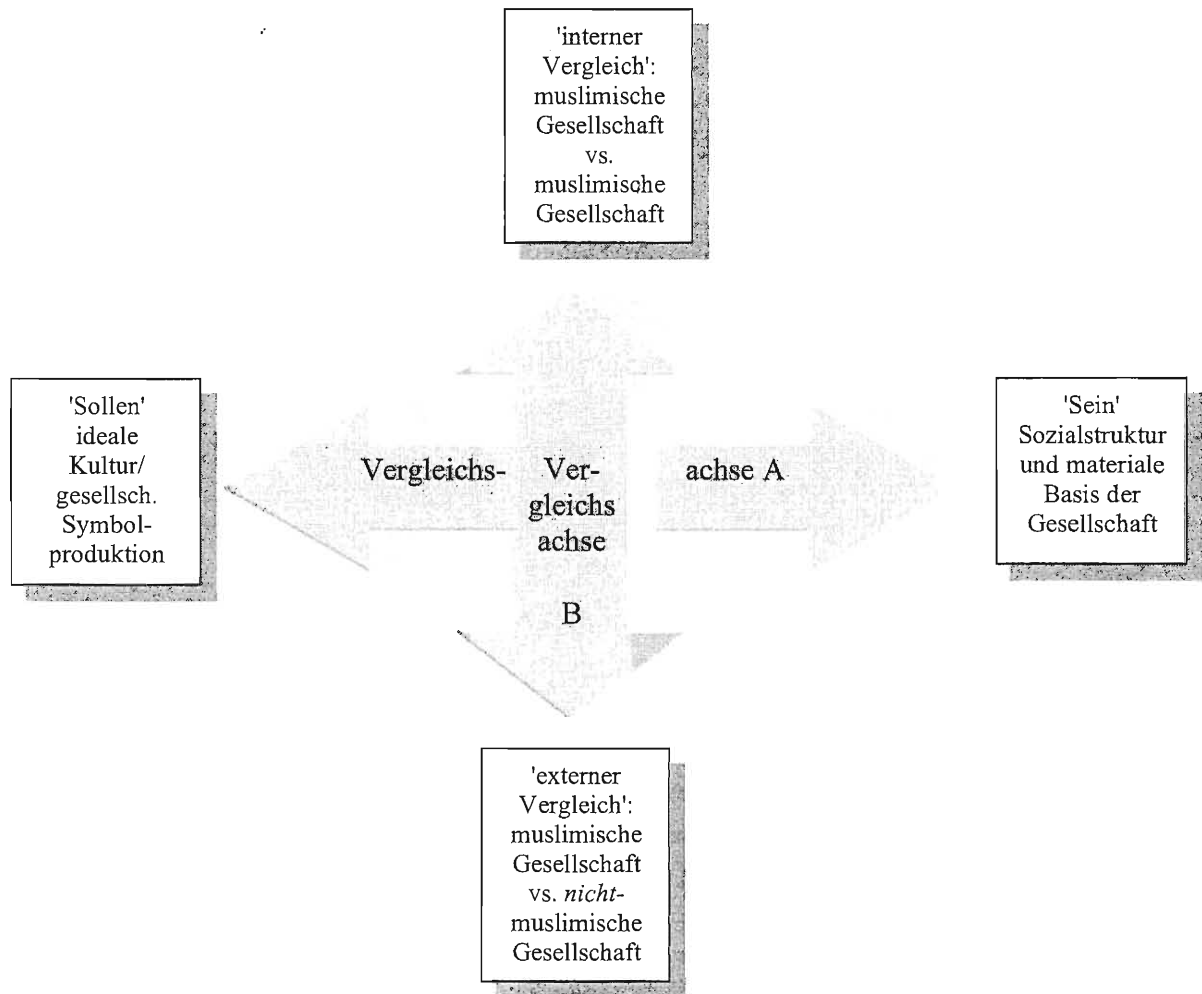 'interner
Vergleich':
muslimische
Gesellschaft
vs.
muslimische
Gesellschaft
'Sollen'
ideale
Kultur/
gesellsch.
Symbol-
produktion
Vergleichs-
Ver-
gleichs
achse
B
achse A
'Sein'
Sozialstruktur
und materiale
Basis der
Gesellschaft
'externer
Vergleich':
muslimische
Gesellschaft
vs. nicht-
muslimische
Gesellschaft